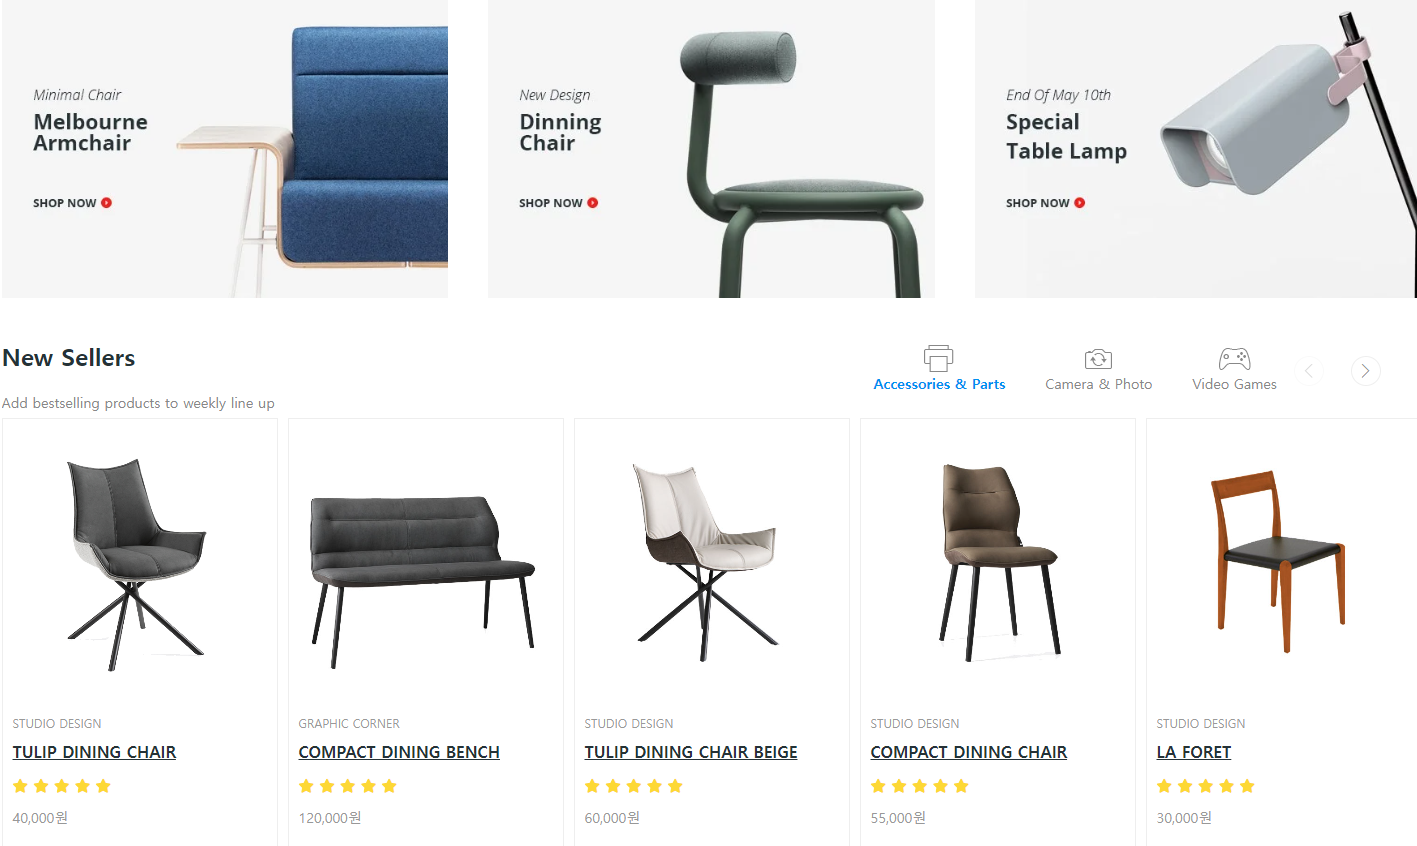 Minimal Chair
Melbourne
Armchair
SHOP NOW
New Design
Dinning
Chair
SHOP NOW
End Of May 10th
Special
Table Lamp
SHOP NOW
New Sellers
Add bestselling products to weekly line up
Accessories & Parts
Camera & Photo
Video Games
STUDIO DESIGN
TULIP DINING CHAIR
40,000원
GRAPHIC CORNER
COMPACT DINING BENCH
120,000원
STUDIO DESIGN
TULIP DINING CHAIR BEIGE
60,000원
STUDIO DESIGN
COMPACT DINING CHAIR
55,000원
STUDIO DESIGN
LA FORET
30,000원